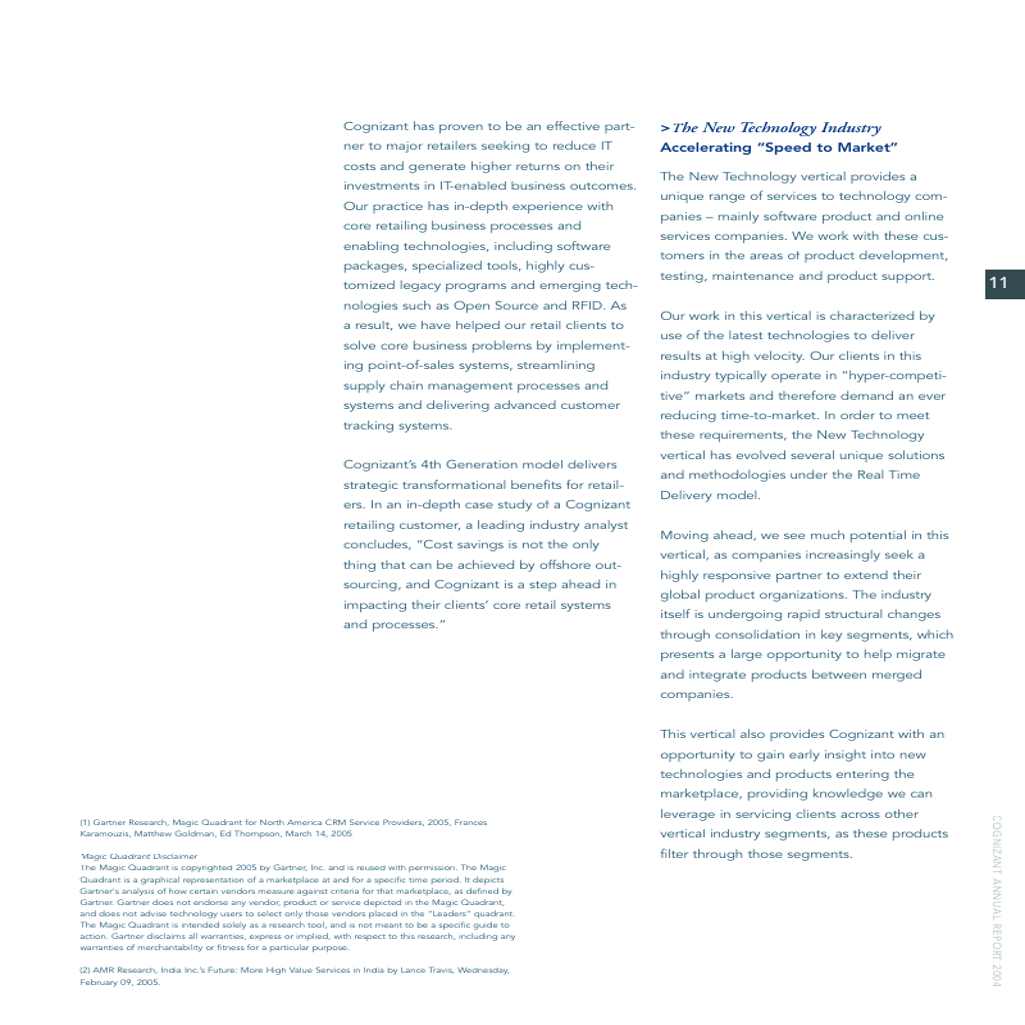 Cognizant has proven to be an effective part-
ner to major retailers seeking to reduce IT
costs and generate higher returns on their
investments in IT-enabled business outcomes.
Our practice has in-depth experience with
core retailing business processes and
enabling technologies, including software
packages, specialized tools, highly cus-
tomized legacy programs and emerging tech-
nologies such as Open Source and RFID. As
a result, we have helped our retail clients to
solve core business problems by implement-
ing point-of-sales systems, streamlining
supply chain management processes and
systems and delivering advanced customer
tracking systems.
Cognizant's 4th Generation model delivers
strategic transformational benefits for retail-
ers. In an in-depth case study of a Cognizant
retailing customer, a leading industry analyst
concludes, "Cost savings is not the only
thing that can be achieved by offshore out-
sourcing, and Cognizant is a step ahead in
impacting their clients' core retail systems
and processes."
> The New Technology Industry
Accelerating "Speed to Market"
The New Technology vertical provides a
unique range of services to technology com-
panies – mainly software product and online
services companies. We work with these cus-
tomers in the areas of product development,
testing, maintenance and product support.
Our work in this vertical is characterized by
use of the latest technologies to deliver
results at high velocity. Our clients in this
industry typically operate in "hyper-competi-
tive" markets and therefore demand an ever
reducing time-to-market. In order to meet
these requirements, the New Technology
vertical has evolved several unique solutions
and methodologies under the Real Time
Delivery model.
Moving ahead, we see much potential in this
vertical, as companies increasingly seek a
highly responsive partner to extend their
global product organizations. The industry
itself is undergoing rapid structural changes
through consolidation in key segments, which
presents a large opportunity to help migrate
and integrate products between merged
companies.
This vertical also provides Cognizant with an
opportunity to gain early insight into new
technologies and products entering the
marketplace, providing knowledge we can
leverage in servicing clients across other
vertical industry segments, as these products
filter through those segments.
11
(1) Gartner Research, Magic Quadrant for North America CRM Service Providers, 2005, Frances
Karamouzis, Matthew Goldman, Ed Thompson, March 14, 2005
Magic Quadrant Disclaimer
The Magic Quadrant is copyrighted 2005 by Gartner, Inc. and is reused with permission. The Magic
Quadrant is a graphical representation of a marketplace at and for a specific time period. It depicts
Gartner's analysis of how certain vendors measure against criteria for that marketplace, as defined by
Gartner. Gartner does not endorse any vendor, product or service depicted in the Magic Quadrant,
and does not advise technology users to select only those vendors placed in the "Leaders" quadrant.
The Magic Quadrant is intended solely as a research tool, and is not meant to be a specific guide to
action. Gartner disclaims all warranties, express or implied, with respect to this research, including any
warranties of merchantability or fitness for a particular purpose.
(2) AMR Research, India Inc.'s Future: More High Value Services in India by Lance Travis, Wednesday,
February 09, 2005.
COGNIZANT ANNUAL REPORT 2004